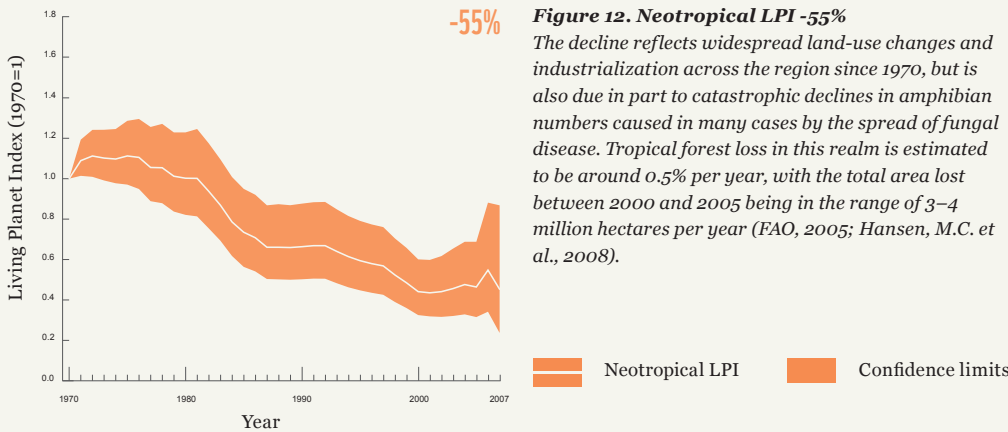 -55%
Living Planet Index (1970=1)
1.8
1.6
1.4
1.2
1.0
0.8
0.6
0.4
0.2
0.0
1970
1980
1990
2000
2007
Year
Figure 12. Neotropical LPI -55%
The decline reflects widespread land-use changes and
industrialization across the region since 1970, but is
also due in part to catastrophic declines in amphibian
numbers caused in many cases by the spread of fungal
disease. Tropical forest loss in this realm is estimated
to be around 0.5% per year, with the total area lost
between 2000 and 2005 being in the range of 3–4
million hectares per year (FAO, 2005; Hansen, M.C. et
al., 2008).
Neotropical LPI
Confidence limits